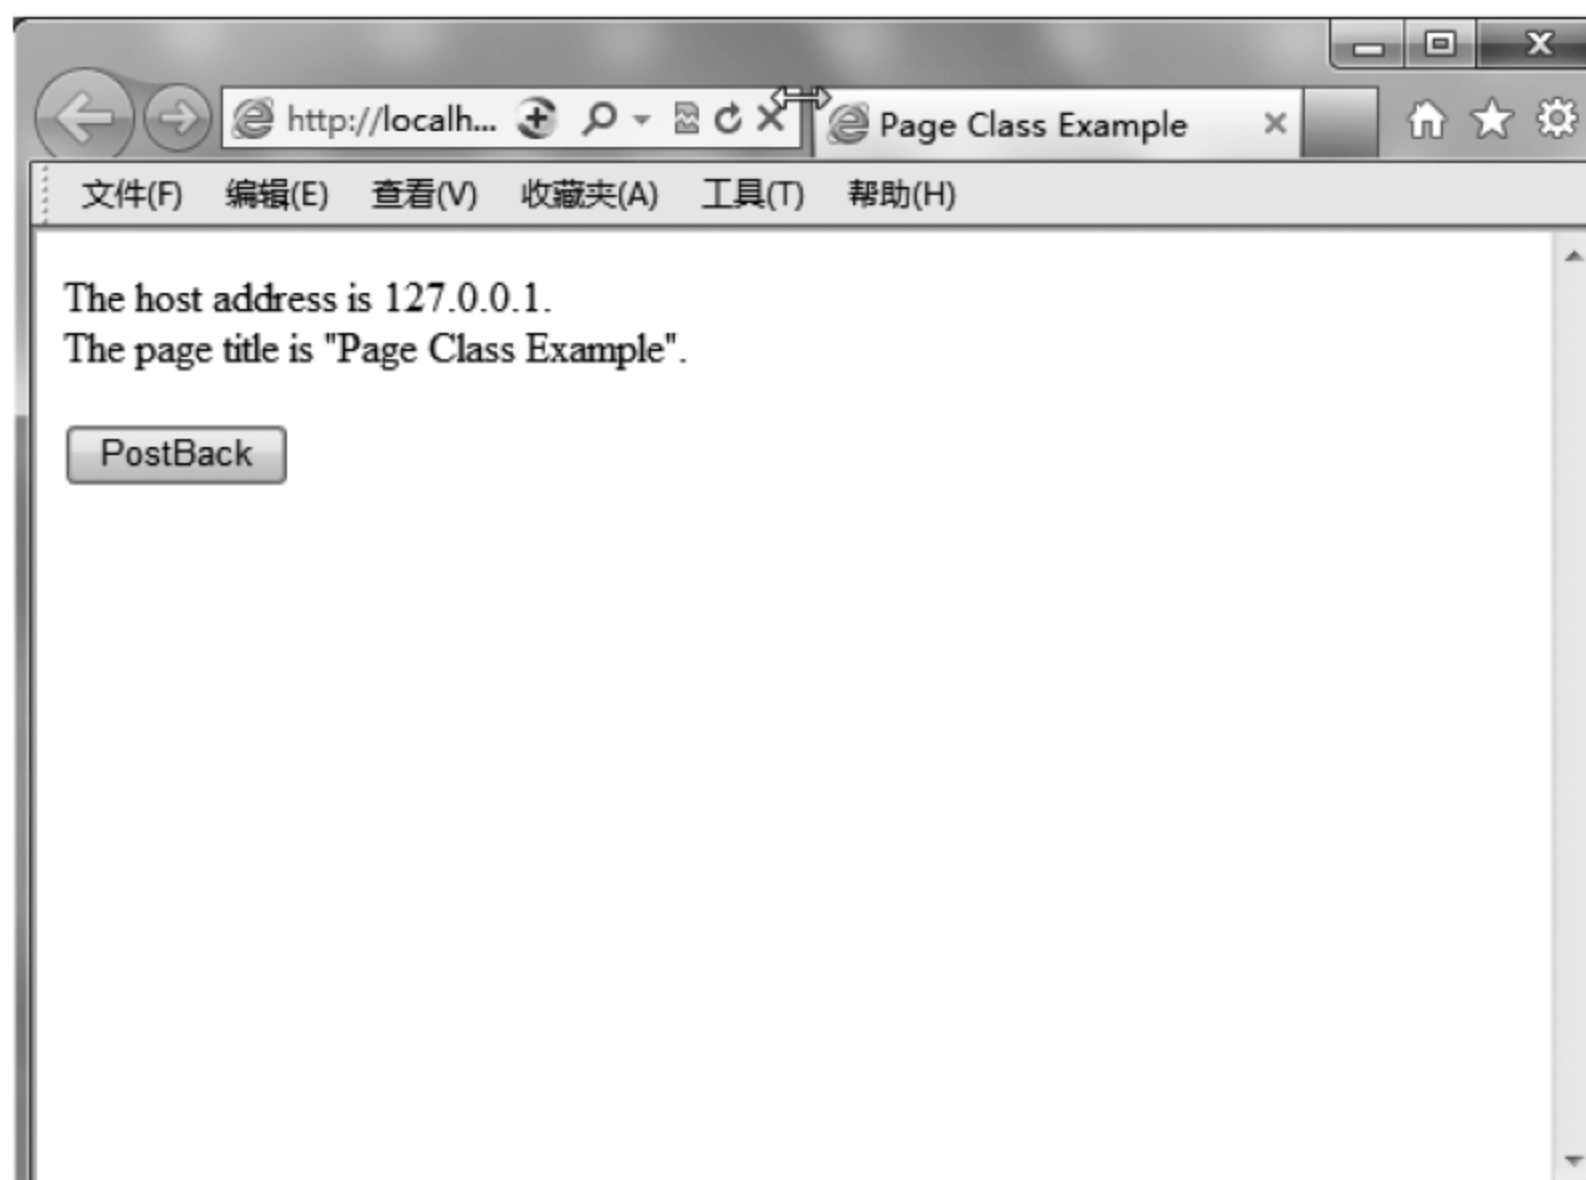 http://localh...
Page Class Example
文件(F) 编辑(E) 查看(V) 收藏夹(A) 工具(T) 帮助(H)
The host address is 127.0.0.1.
The page title is "Page Class Example".
PostBack